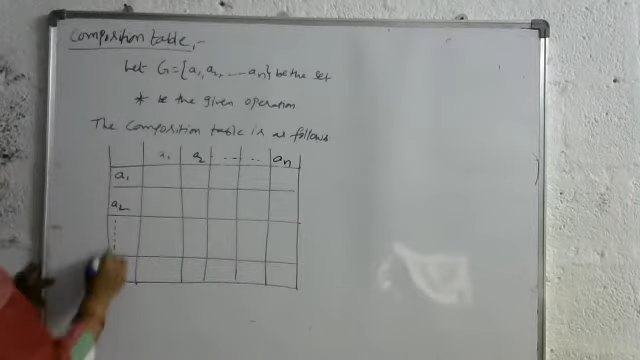 Composition table,-
Let G={a₁, a₂, ---- aₙ} be the set
* be the given operation
The composition table is as follows
a₁ a₂ -- -- aₙ
a₁
a₂